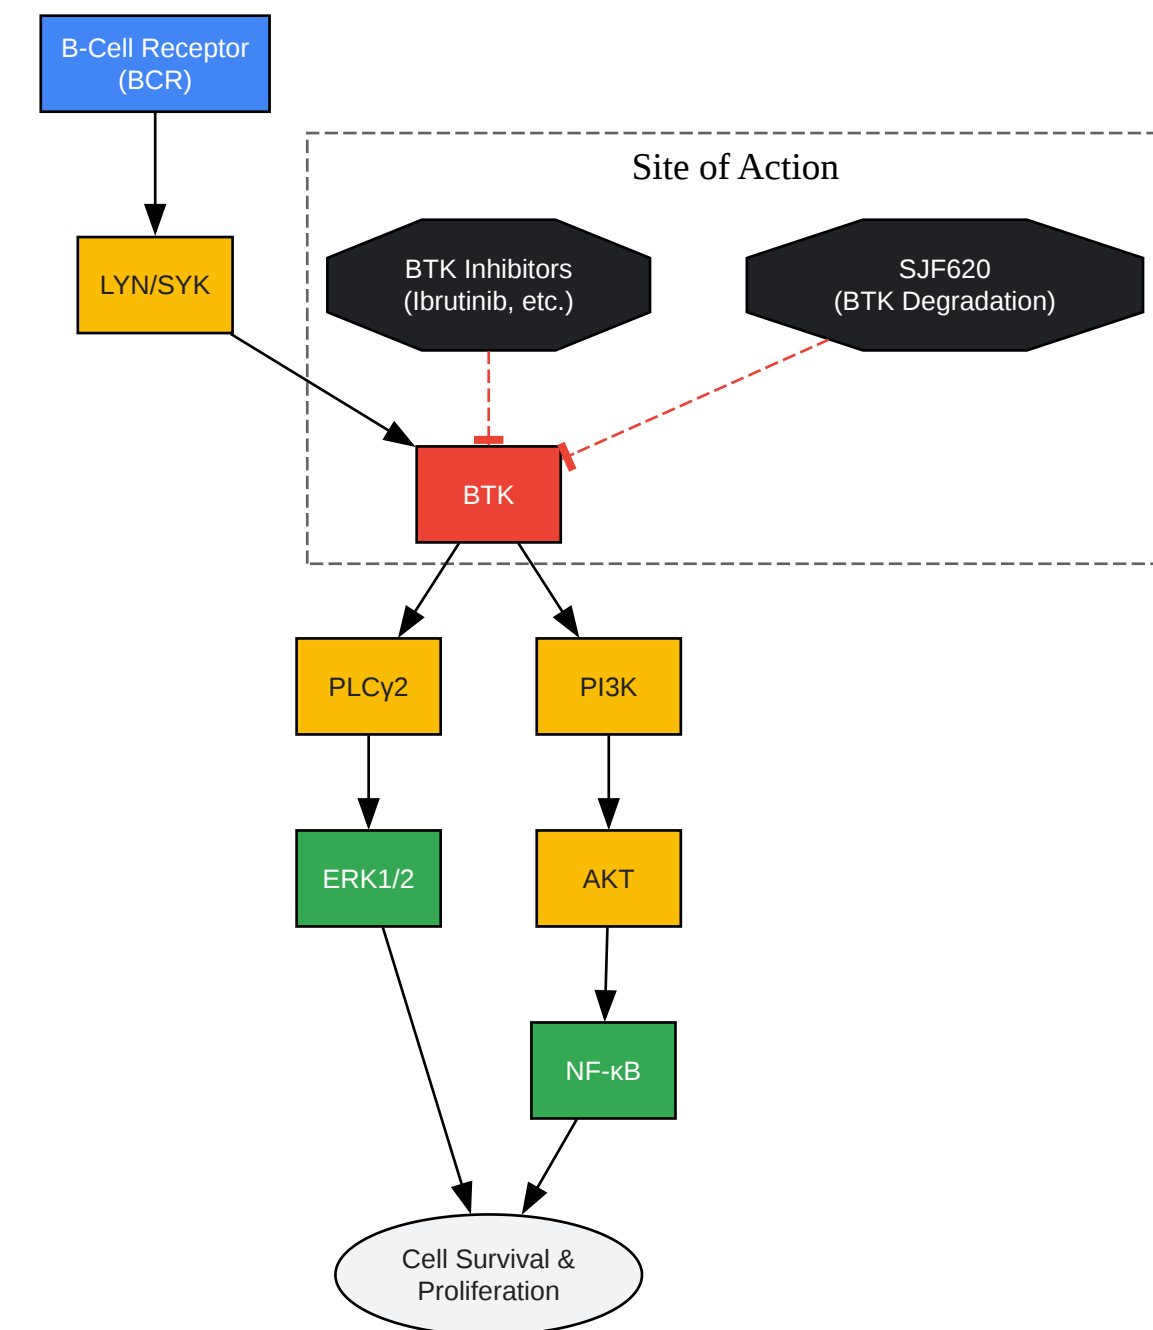 B-Cell Receptor
(BCR)
Site of Action
LYN/SYK
BTK Inhibitors
(Ibrutinib, etc.)
SJF620
(BTK Degradation)
BTK
PLCγ2
PI3K
ERK1/2
AKT
NF-κB
Cell Survival &
Proliferation